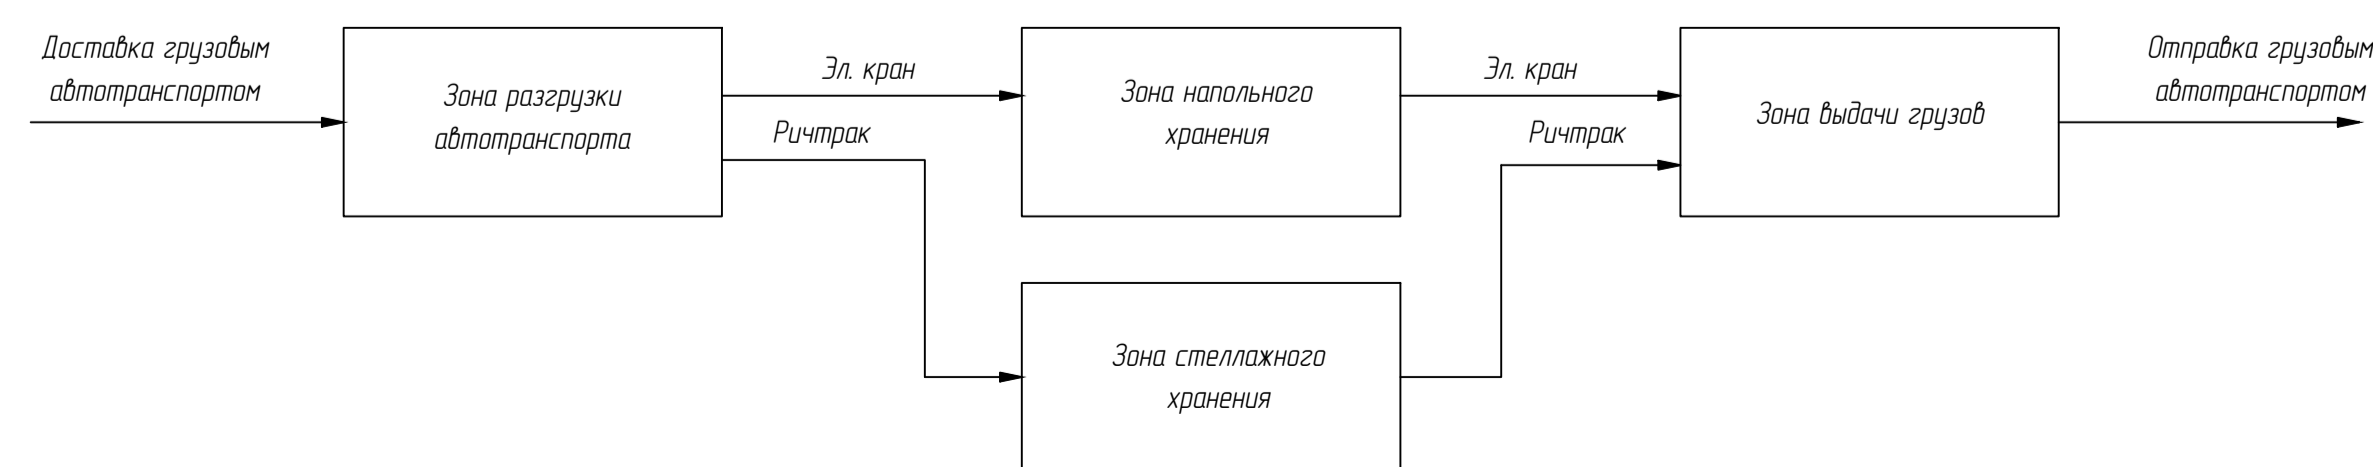 Доставка грузовым
автотранспортом
Зона разгрузки
автотранспорта
Эл. кран
Ричтрак
Зона напольного
хранения
Эл. кран
Ричтрак
Зона выдачи грузов
Отправка грузовым
автотранспортом
Зона стеллажного
хранения